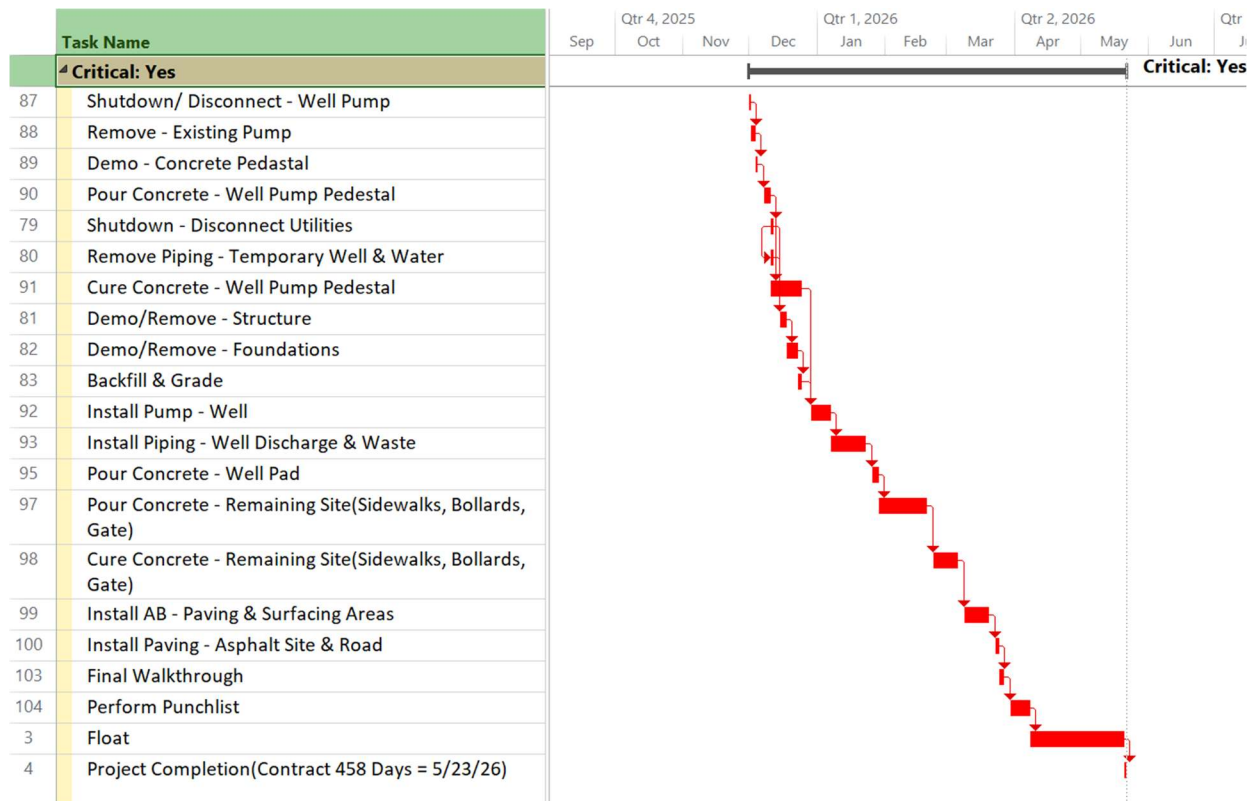 Qtr 4, 2025 Qtr 1, 2026 Qtr 2, 2026 Qtr
Task Name Sep Oct Nov Dec Jan Feb Mar Apr May Jun
Critical: Yes Critical: Yes
87 Shutdown/ Disconnect - Well Pump
88 Remove - Existing Pump
89 Demo - Concrete Pedastal
90 Pour Concrete - Well Pump Pedestal
79 Shutdown - Disconnect Utilities
80 Remove Piping - Temporary Well & Water
91 Cure Concrete - Well Pump Pedestal
81 Demo/Remove - Structure
82 Demo/Remove - Foundations
83 Backfill & Grade
92 Install Pump - Well
93 Install Piping - Well Discharge & Waste
95 Pour Concrete - Well Pad
97 Pour Concrete - Remaining Site(Sidewalks, Bollards,
Gate)
98 Cure Concrete - Remaining Site(Sidewalks, Bollards,
Gate)
99 Install AB - Paving & Surfacing Areas
100 Install Paving - Asphalt Site & Road
103 Final Walkthrough
104 Perform Punchlist
3 Float
4 Project Completion(Contract 458 Days = 5/23/26)